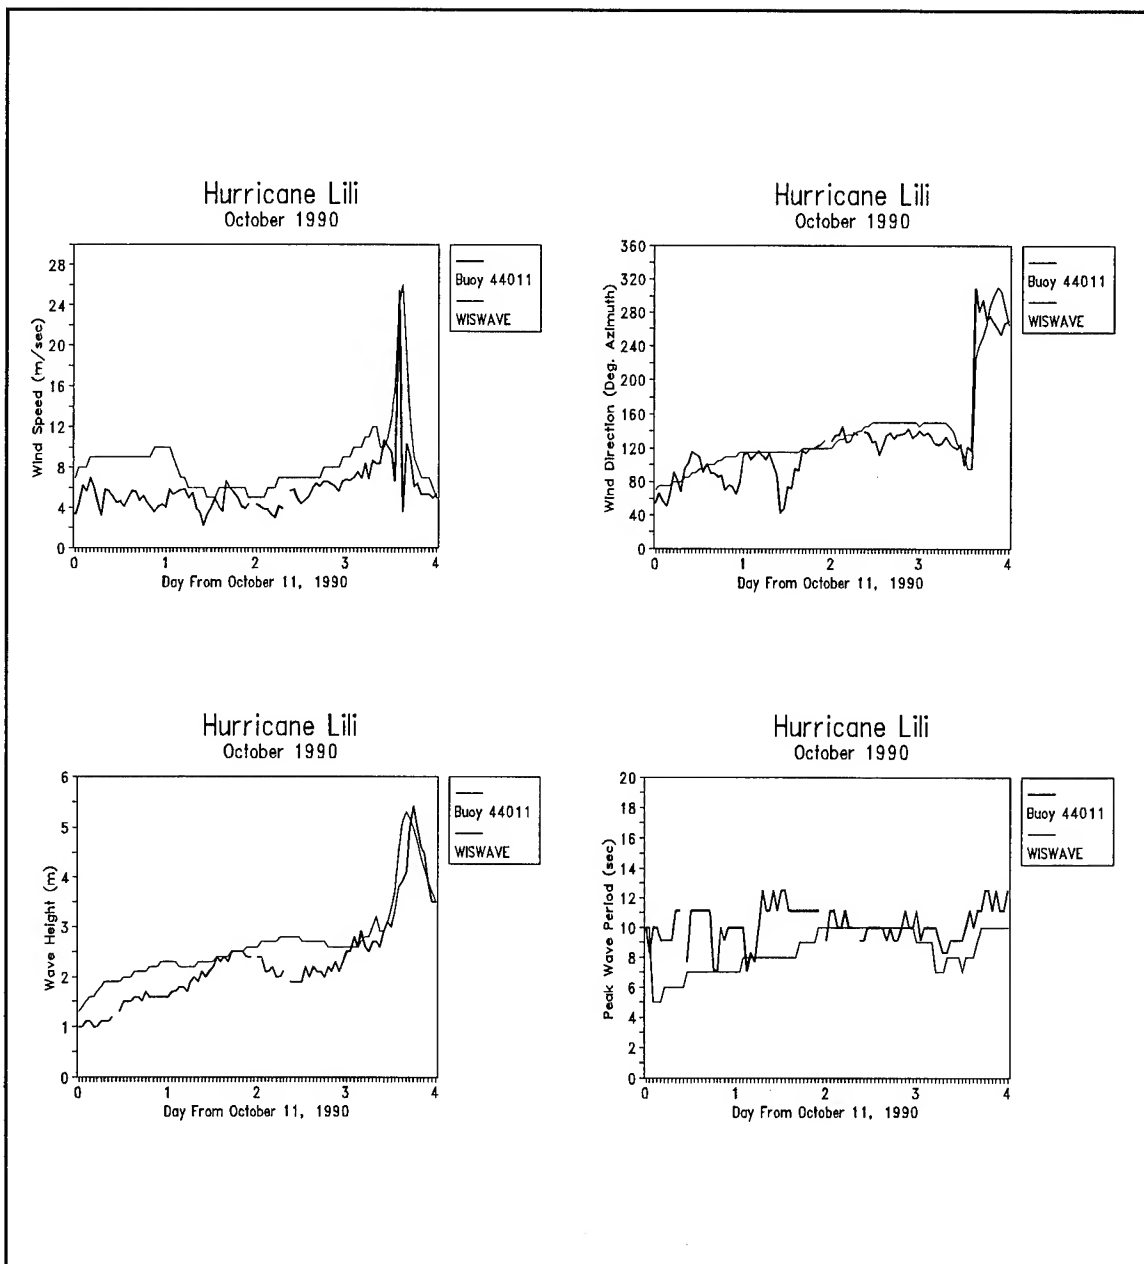 Hurricane Lili
October 1990
Wind Speed (m/sec)
28
24
20
16
12
8
4
0
0 1 2 3 4
Day From October 11, 1990
Buoy 44011
WISWAVE
Hurricane Lili
October 1990
Wind Direction (Deg. Azimuth)
360
320
280
240
200
160
120
80
40
0
0 1 2 3 4
Day From October 11, 1990
Buoy 44011
WISWAVE
Hurricane Lili
October 1990
Wave Height (m)
6
5
4
3
2
1
0
0 1 2 3 4
Day From October 11, 1990
Buoy 44011
WISWAVE
Hurricane Lili
October 1990
Peak Wave Period (sec)
20
18
16
14
12
10
8
6
4
2
0
0 1 2 3 4
Day From October 11, 1990
Buoy 44011
WISWAVE